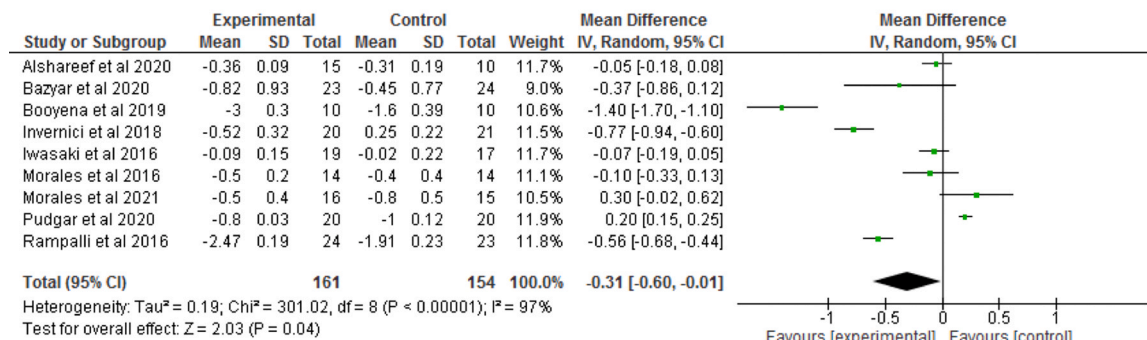 Experimental Control Mean Difference Mean Difference
Study or Subgroup Mean SD Total Mean SD Total Weight IV, Random, 95% CI IV, Random, 95% CI
Alshareef et al 2020 -0.36 0.09 15 -0.31 0.19 10 11.7% -0.05 [-0.18, 0.08]
Bazyar et al 2020 -0.82 0.93 23 -0.45 0.77 24 9.0% -0.37 [-0.86, 0.12]
Booyena et al 2019 -3 0.3 10 -1.6 0.39 10 10.6% -1.40 [-1.70, -1.10]
Invernici et al 2018 -0.52 0.32 20 0.25 0.22 21 11.5% -0.77 [-0.94, -0.60]
Iwasaki et al 2016 -0.09 0.15 19 -0.02 0.22 17 11.7% -0.07 [-0.19, 0.05]
Morales et al 2016 -0.5 0.2 14 -0.4 0.4 14 11.1% -0.10 [-0.33, 0.13]
Morales et al 2021 -0.5 0.4 16 -0.8 0.5 15 10.5% 0.30 [-0.02, 0.62]
Pudgar et al 2020 -0.8 0.03 20 -1 0.12 20 11.9% 0.20 [0.15, 0.25]
Rampalli et al 2016 -2.47 0.19 24 -1.91 0.23 23 11.8% -0.56 [-0.68, -0.44]
Total (95% CI) 161 154 100.0% -0.31 [-0.60, -0.01]
Heterogeneity: Tau² = 0.19; Chi² = 301.02, df = 8 (P < 0.00001); I² = 97%
Test for overall effect: Z = 2.03 (P = 0.04)
-1 -0.5 0 0.5 1
Favours [experimental] Favours [control]